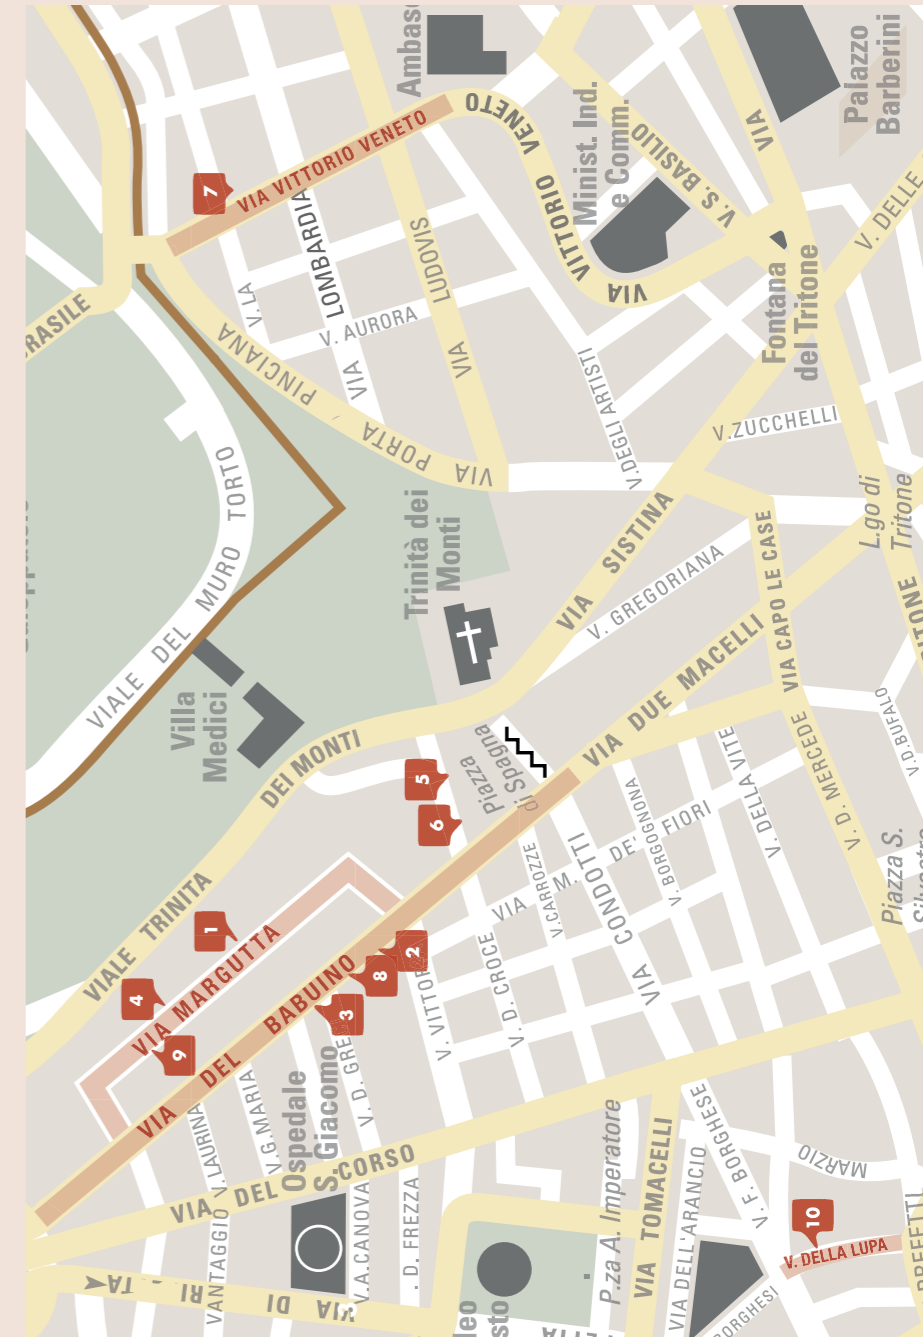 Palazzo
Barberini
Minist. Ind.
e Comm.
VIA
V.S. BASILIO
V. DELLE
VIA VITTORIO VENETO
VIA VITTORIO VENETO
7
LOMBARDIA
VIA
VIA LUDOVIS
V. LA
V. AURORA
VIA PORTA PINCIANA
Fontana
del Tritone
V.DEGLI ARTISTI
V.ZUCCHELLI
L.go di
Tritone
VIALE DEL MURO TORTO
Trinità dei
Monti
VIA SISTINA
V. GREGORIANA
VIA CAPO LE CASE
VIA DUE MACELLI
Villa
Medici
VIALE TRINITA DEI MONTI
Piazza
di Spagna
5
6
1
4
9
2
8
3
VIA MARGUTTA
VIA DEL BABUINO
V. D. CROCE
V.CAROZZE
VIA M. DE' FIORI
V. BORGOGNONA
VIA CONDOTTI
V. DELLA VITE
V. D. MERCEDE
V.D.BUFALO
Piazza S.
V. LAURINA
V.G.MARIA
Ospedale
S. Giacomo
VIA DEL CORSO
VANTAGGIO
V.A.CANOVA
D. FREZZA
VIA DI RI TA
P.za A. Imperatore
VIA TOMACELLI
VIA DELL'ARANCIO
V. F. BORGHESE
MARZIO
10
V. DELLA LUPA